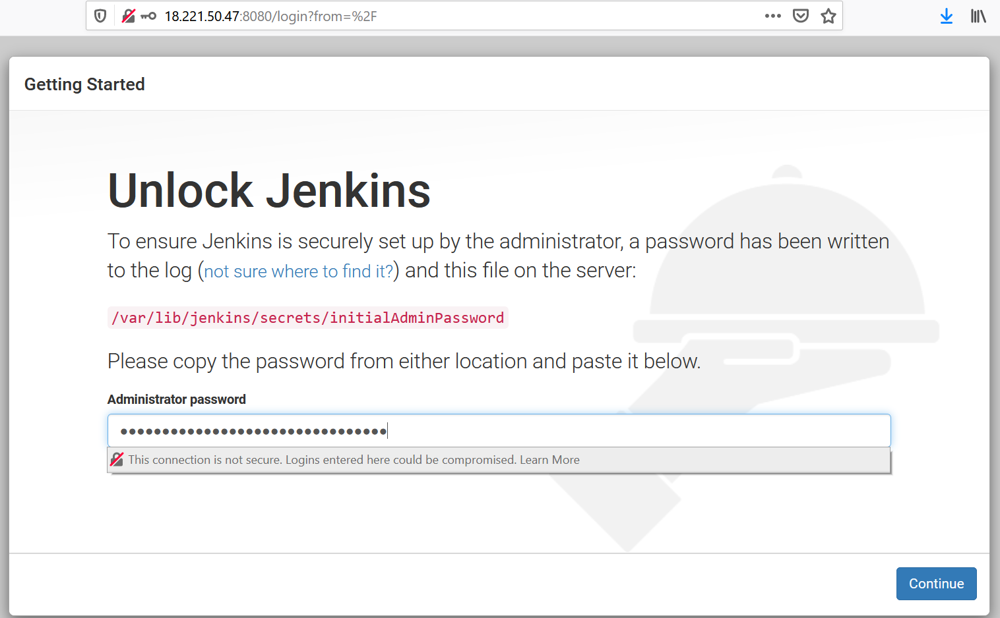 18.221.50.47:8080/login?from=%2F
Getting Started
Unlock Jenkins
To ensure Jenkins is securely set up by the administrator, a password has been written
to the log (not sure where to find it?) and this file on the server:
/var/lib/jenkins/secrets/initialAdminPassword
Please copy the password from either location and paste it below.
Administrator password
This connection is not secure. Logins entered here could be compromised. Learn More
Continue